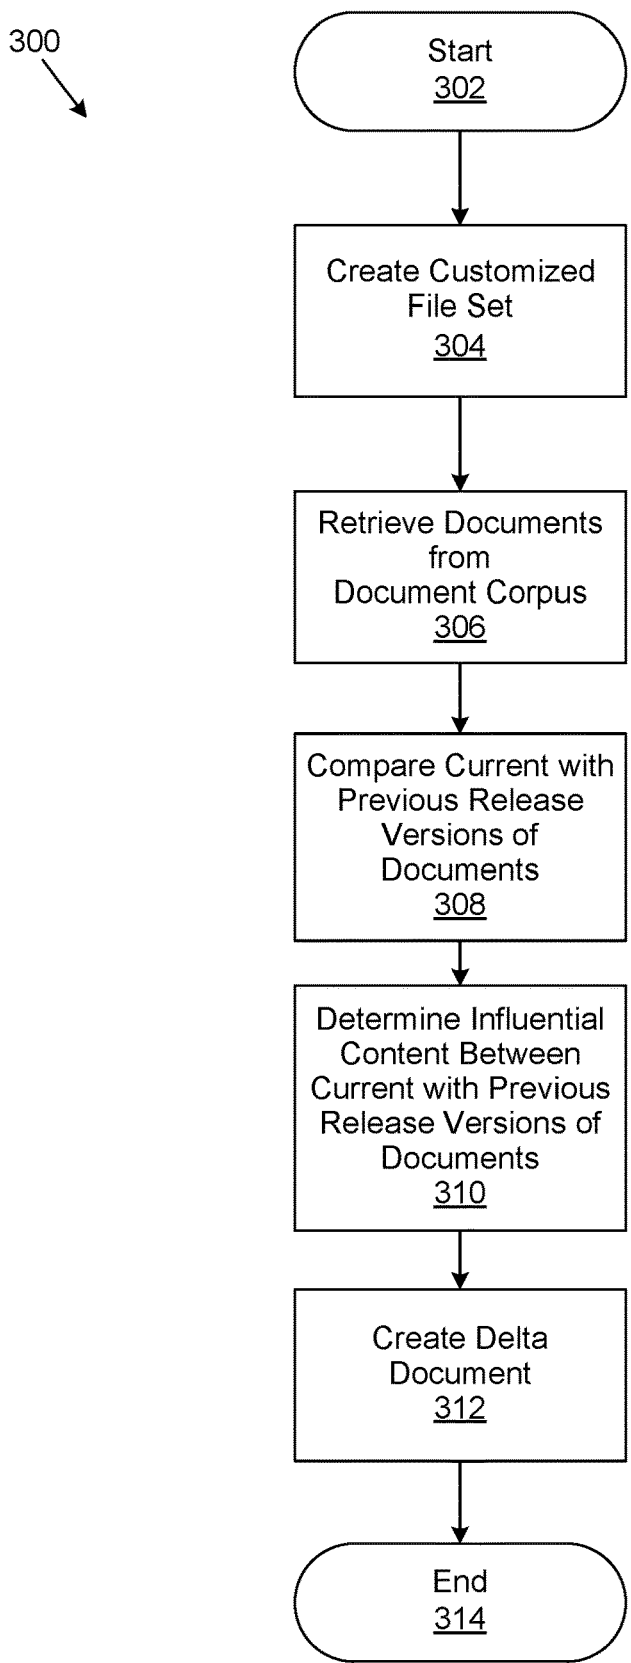 300
Start
302
Create Customized
File Set
304
Retrieve Documents
from
Document Corpus
306
Compare Current with
Previous Release
Versions of
Documents
308
Determine Influential
Content Between
Current with Previous
Release Versions of
Documents
310
Create Delta
Document
312
End
314